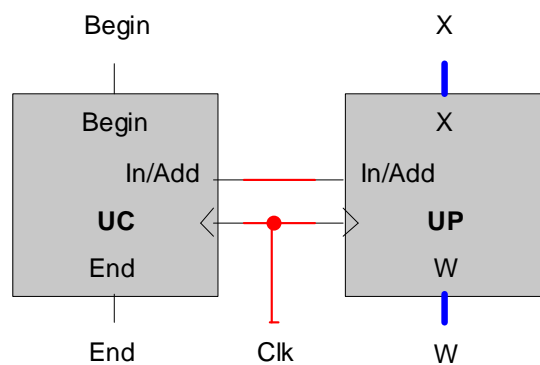 Begin X
Begin X
In/Add In/Add
UC UP
End W
End Clk W